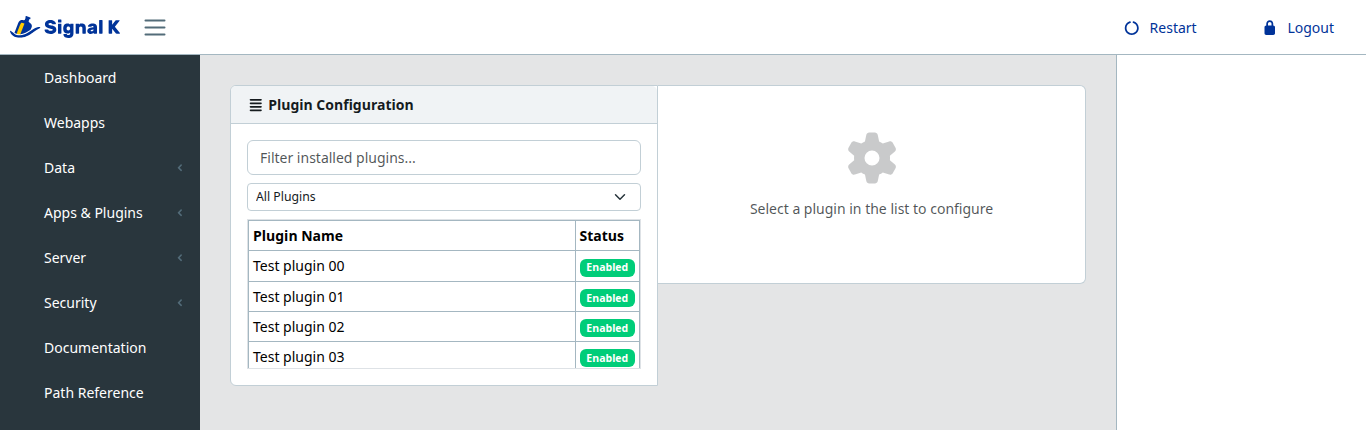 Signal K
Restart
Logout
Dashboard
Webapps
Data
Apps & Plugins
Server
Security
Documentation
Path Reference
Plugin Configuration
Filter installed plugins...
All Plugins
Plugin Name Status
Test plugin 00 Enabled
Test plugin 01 Enabled
Test plugin 02 Enabled
Test plugin 03 Enabled
Select a plugin in the list to configure